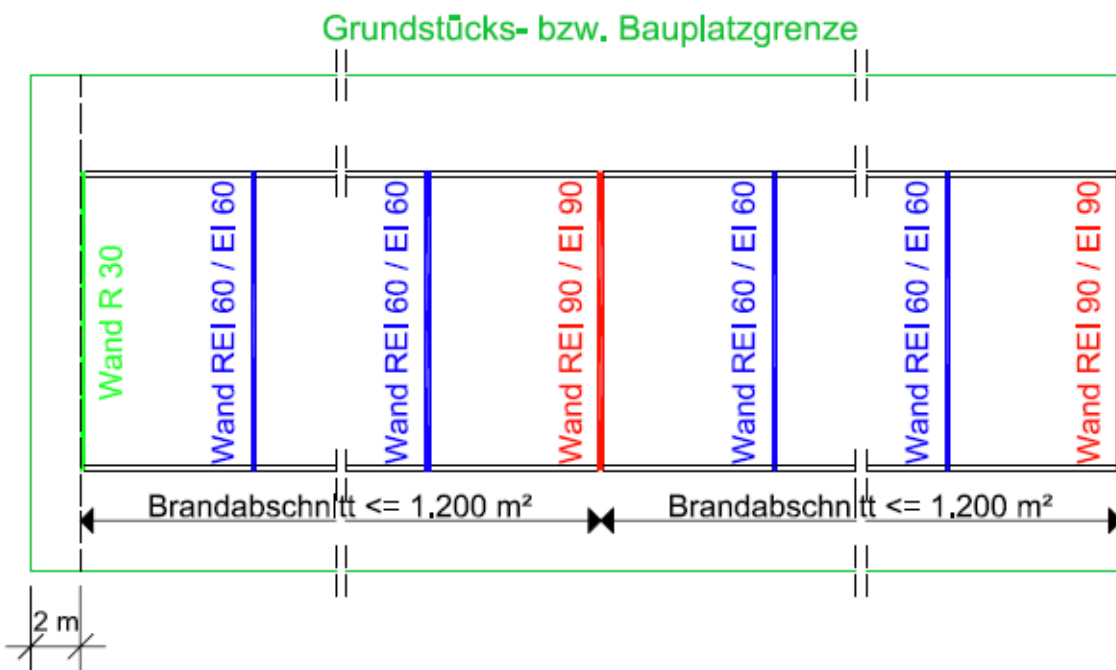 Grundstücks- bzw. Bauplatzgrenze
Wand R 30
Wand REI 60 / EI 60
Wand REI 60 / EI 60
Wand REI 90 / EI 90
Wand REI 60 / EI 60
Wand REI 60 / EI 60
Wand REI 90 / EI 90
Brandabschnitt <= 1.200 m²
Brandabschnitt <= 1.200 m²
2 m